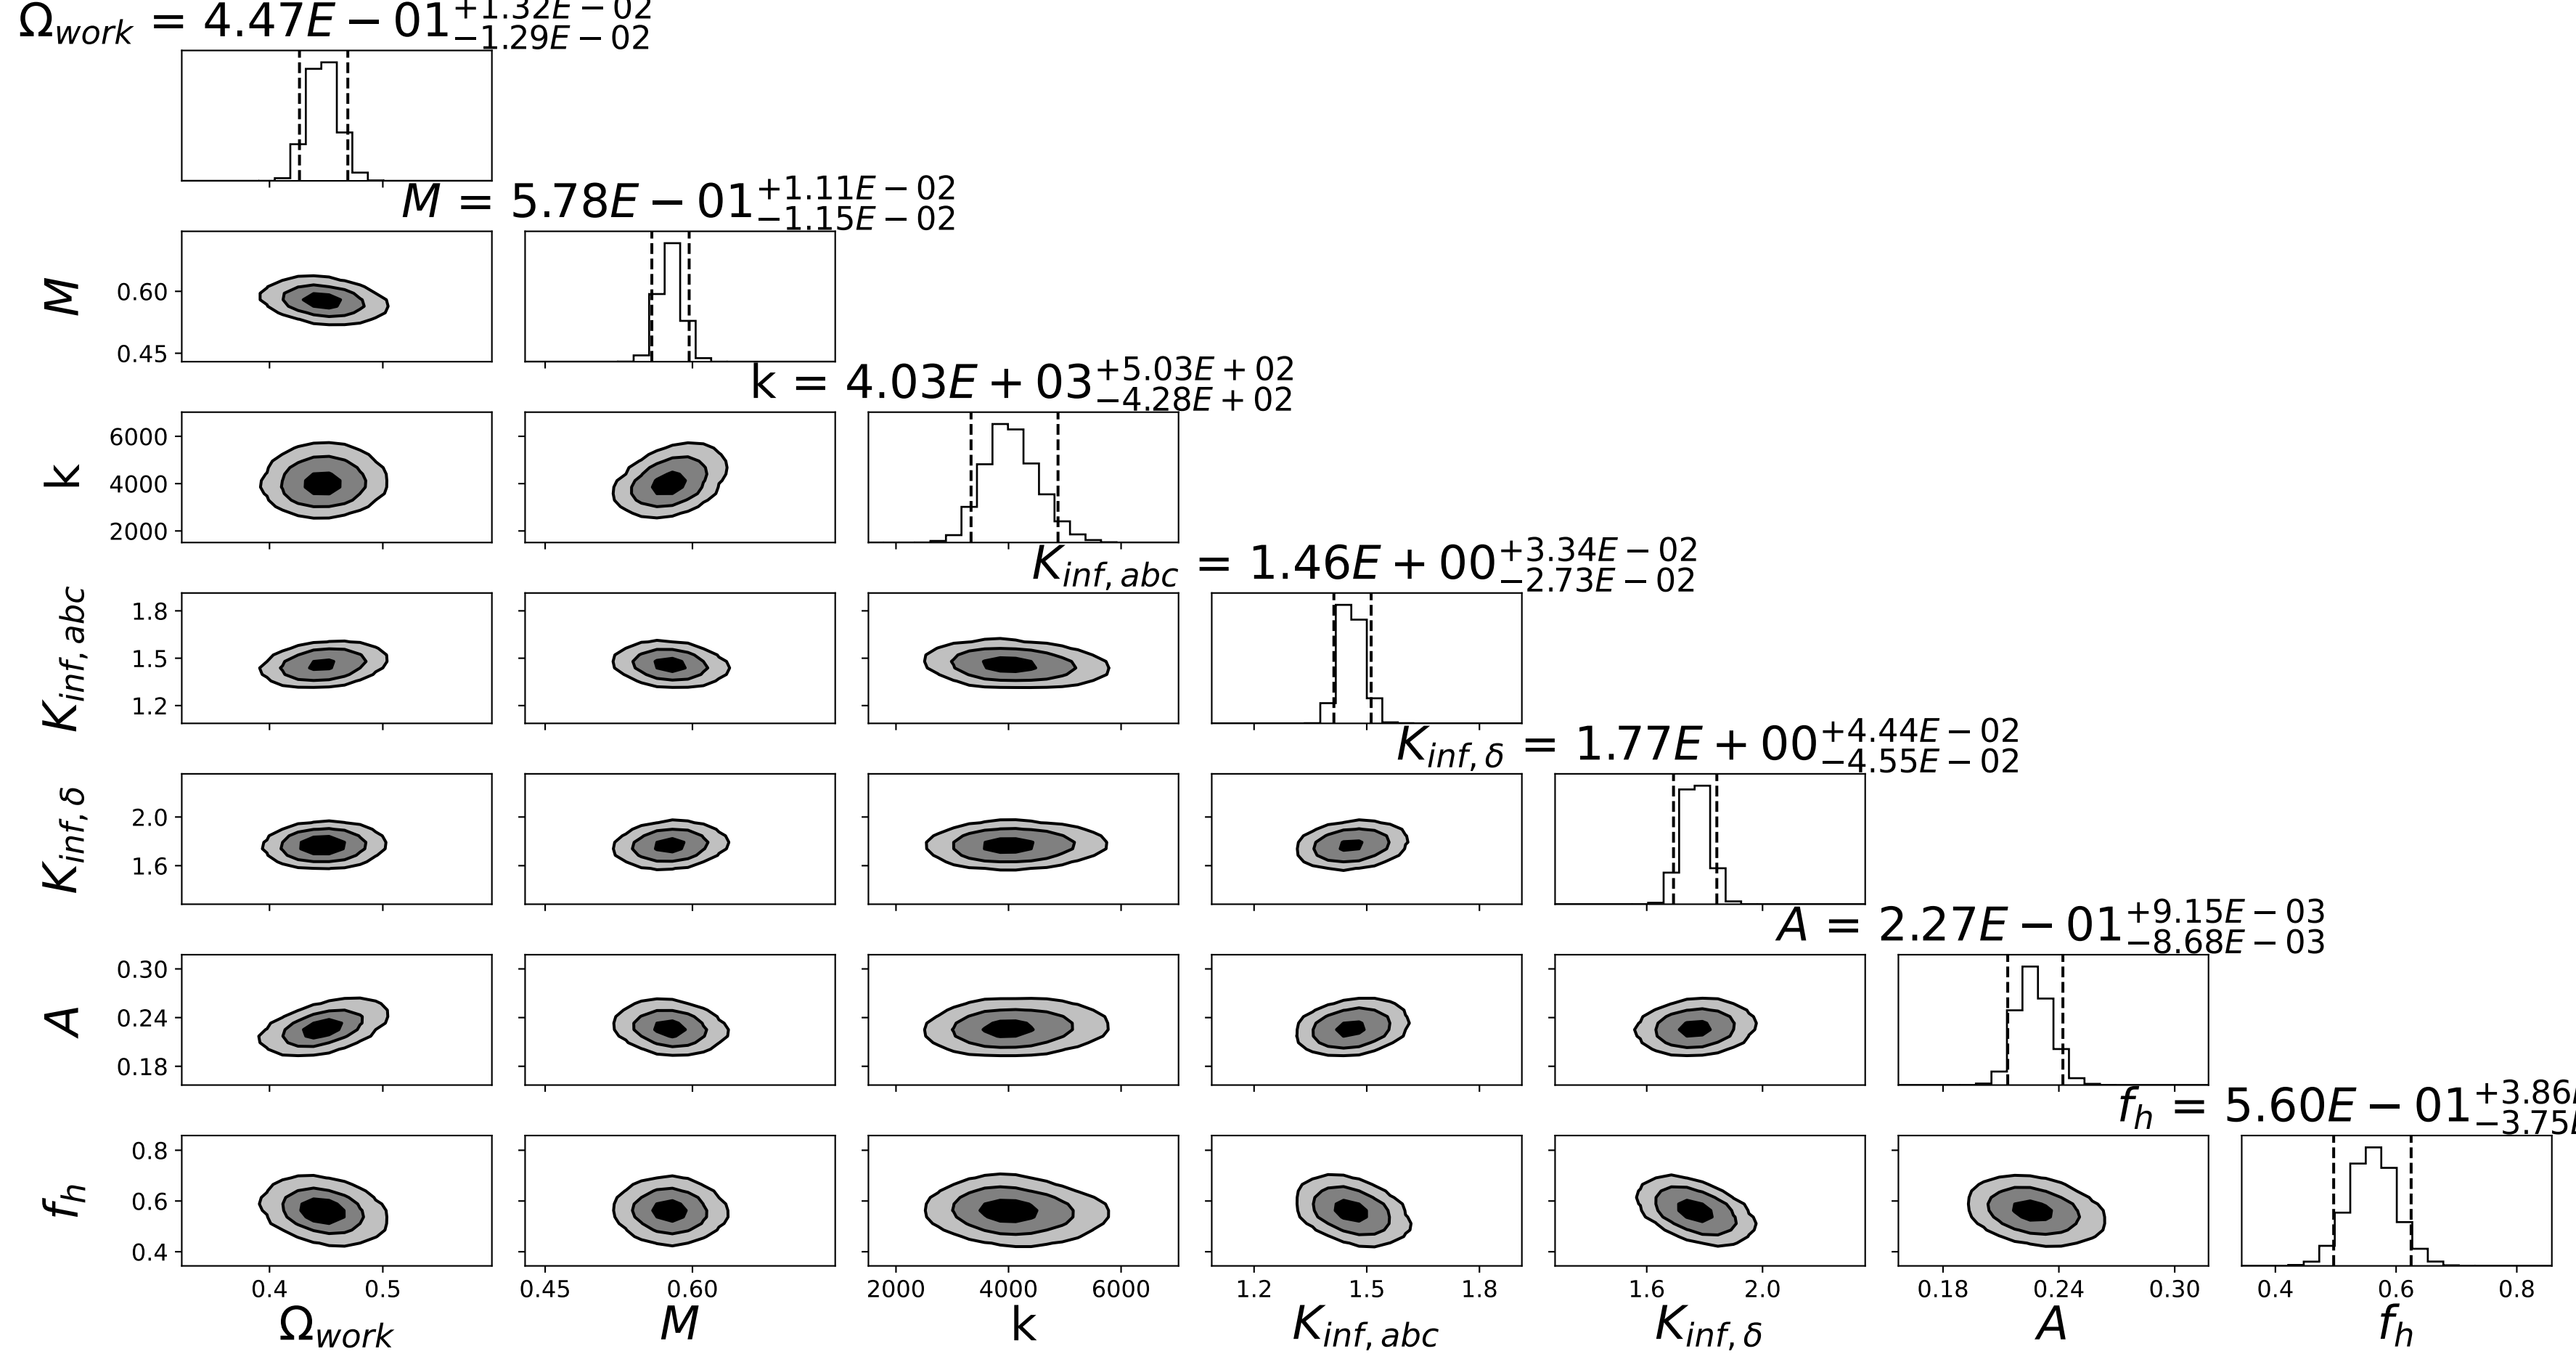 Ω_work = 4.47E − 01 +1.32E − 02 −1.29E − 02
M = 5.78E − 01 +1.11E − 02 −1.15E − 02
M 0.60 0.45
k = 4.03E + 03 +5.03E + 02 −4.28E + 02
k 6000 4000 2000
K_inf, abc = 1.46E + 00 +3.34E − 02 −2.73E − 02
K_inf, abc 1.8 1.5 1.2
K_inf, δ = 1.77E + 00 +4.44E − 02 −4.55E − 02
K_inf, δ 2.0 1.6
A = 2.27E − 01 +9.15E − 03 −8.68E − 03
A 0.30 0.24 0.18
f_h = 5.60E − 01 +3.86 −3.75
f_h 0.8 0.6 0.4
0.4 0.5 0.45 0.60 2000 4000 6000 1.2 1.5 1.8 1.6 2.0 0.18 0.24 0.30 0.4 0.6 0.8
Ω_work M k K_inf, abc K_inf, δ A f_h